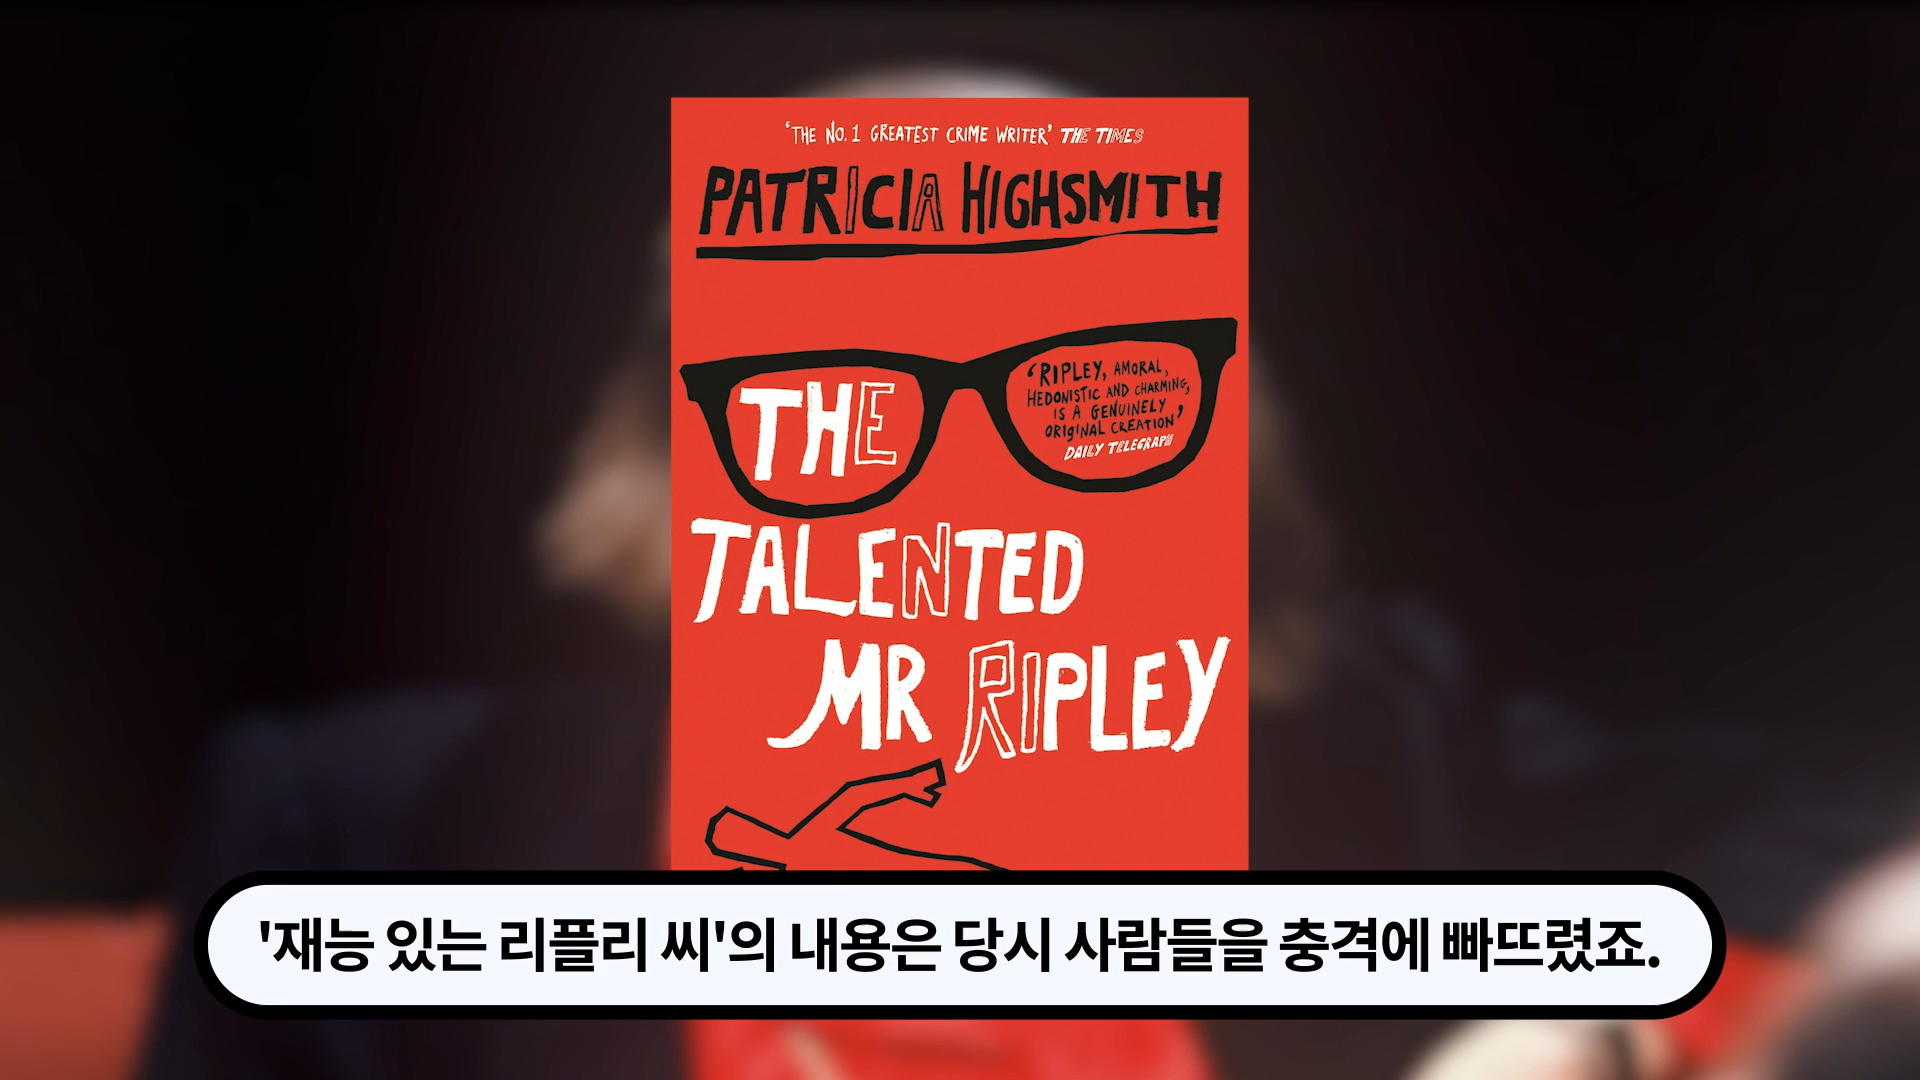 ‘THE NO.1 GREATEST CRIME WRITER’ THE TIMES
PATRICIA HIGHSMITH
THE
‘RIPLEY, AMORAL,
HEDONISTIC AND CHARMING,
IS A GENUINELY
ORIGINAL CREATION’
DAILY TELEGRAPH
TALENTED
MR RIPLEY
'재능 있는 리플리 씨'의 내용은 당시 사람들을 충격에 빠뜨렸죠.